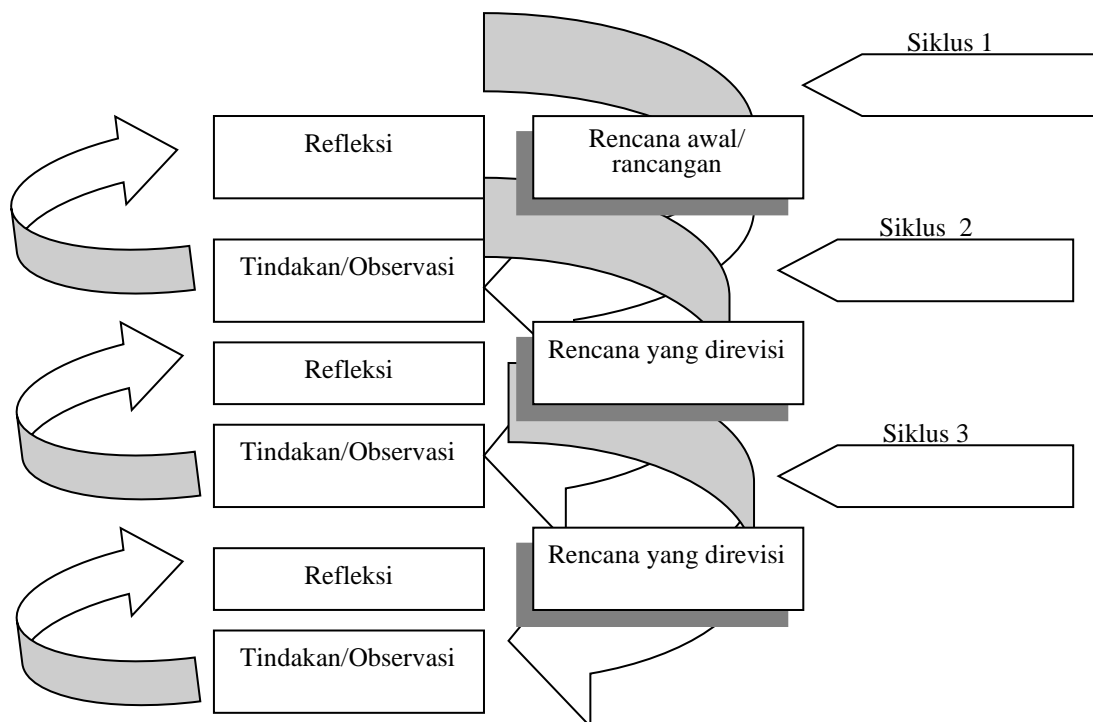 Siklus 1
Refleksi
Rencana awal/
rancangan
Siklus 2
Tindakan/Observasi
Refleksi
Rencana yang direvisi
Siklus 3
Tindakan/Observasi
Refleksi
Rencana yang direvisi
Tindakan/Observasi